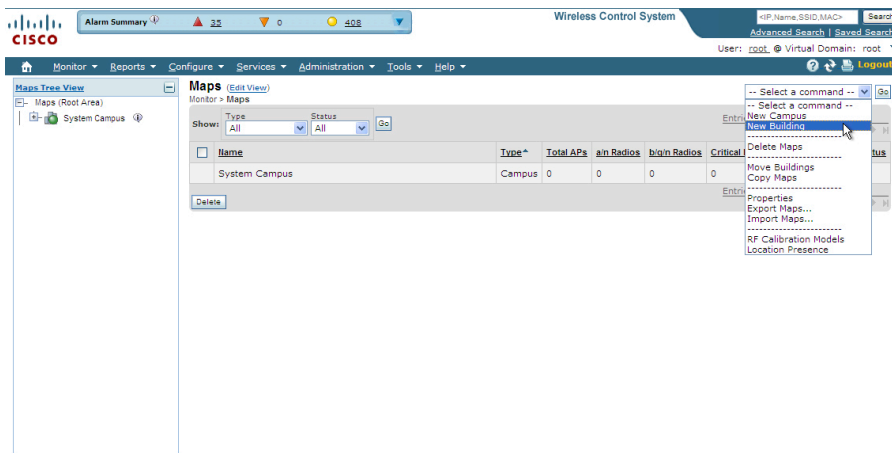 Alarm Summary 35 0 408
Wireless Control System
<IP,Name,SSID,MAC> Search
CISCO
Advanced Search | Saved Search
User: root @ Virtual Domain: root
Monitor Reports Configure Services Administration Tools Help Logout
Maps Tree View
Maps (Root Area)
System Campus
Maps (Edit View)
Monitor > Maps
-- Select a command -- Go
Show: Type All Status All Go
-- Select a command --
New Campus
New Building
------------------------
Delete Maps
------------------------
Move Buildings
Copy Maps
------------------------
Properties
Export Maps...
Import Maps...
------------------------
RF Calibration Models
Location Presence
Entri
Name Type Total APs a/n Radios b/g/n Radios Critical tus
System Campus Campus 0 0 0 0
Entri
Delete